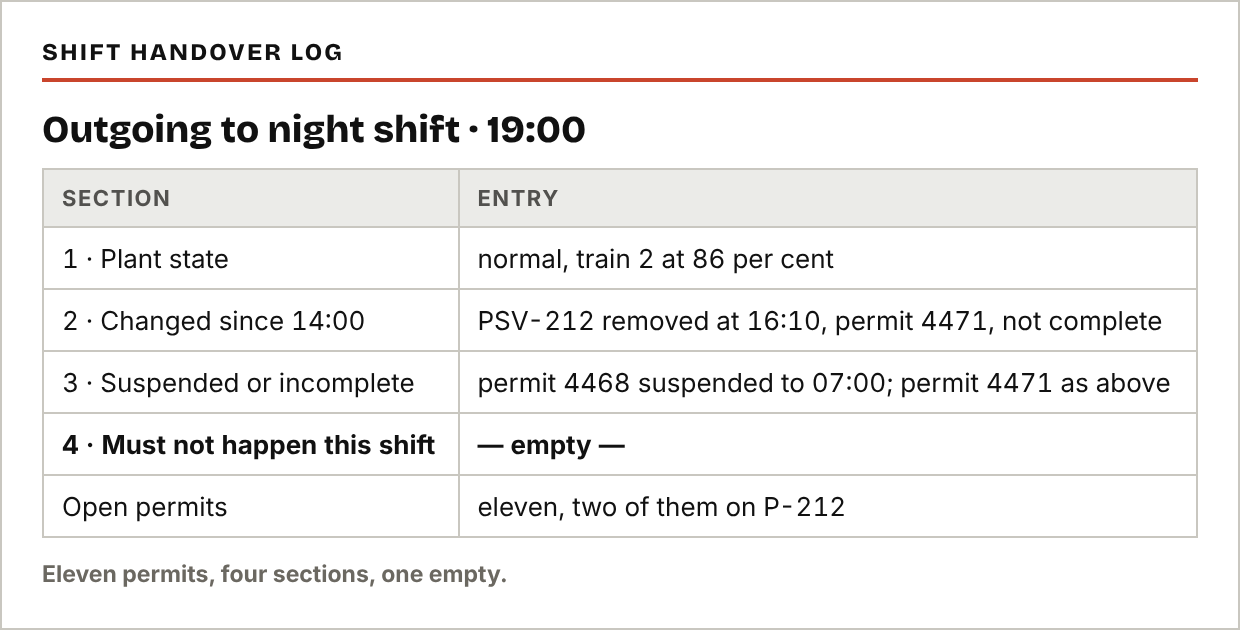 SHIFT HANDOVER LOG
Outgoing to night shift · 19:00
SECTION ENTRY
1 · Plant state normal, train 2 at 86 per cent
2 · Changed since 14:00 PSV-212 removed at 16:10, permit 4471, not complete
3 · Suspended or incomplete permit 4468 suspended to 07:00; permit 4471 as above
4 · Must not happen this shift — empty —
Open permits eleven, two of them on P-212
Eleven permits, four sections, one empty.